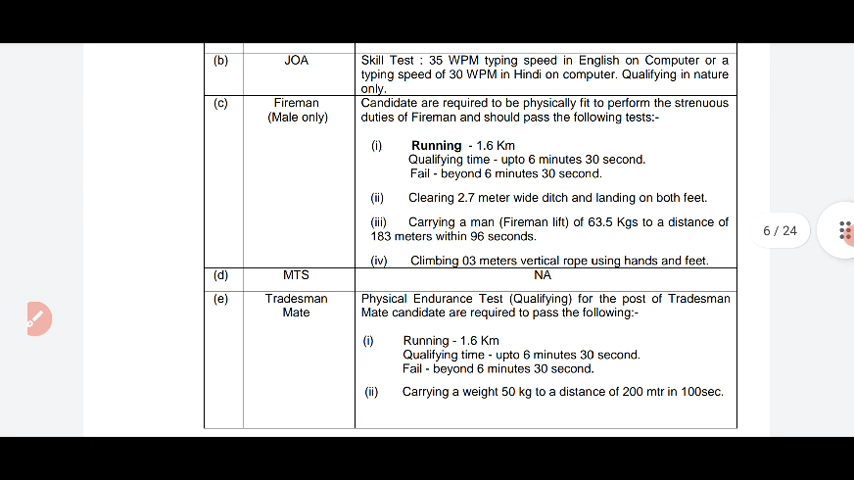 (b) JOA Skill Test : 35 WPM typing speed in English on Computer or a
typing speed of 30 WPM in Hindi on computer. Qualifying in nature
only.
(c) Fireman Candidate are required to be physically fit to perform the strenuous
(Male only) duties of Fireman and should pass the following tests:-
(i) Running - 1.6 Km
Qualifying time - upto 6 minutes 30 second.
Fail - beyond 6 minutes 30 second.
(ii) Clearing 2.7 meter wide ditch and landing on both feet.
(iii) Carrying a man (Fireman lift) of 63.5 Kgs to a distance of
183 meters within 96 seconds.
(iv) Climbing 03 meters vertical rope using hands and feet.
(d) MTS NA
(e) Tradesman Physical Endurance Test (Qualifying) for the post of Tradesman
Mate Mate candidate are required to pass the following:-
(i) Running - 1.6 Km
Qualifying time - upto 6 minutes 30 second.
Fail - beyond 6 minutes 30 second.
(ii) Carrying a weight 50 kg to a distance of 200 mtr in 100sec.
6 / 24